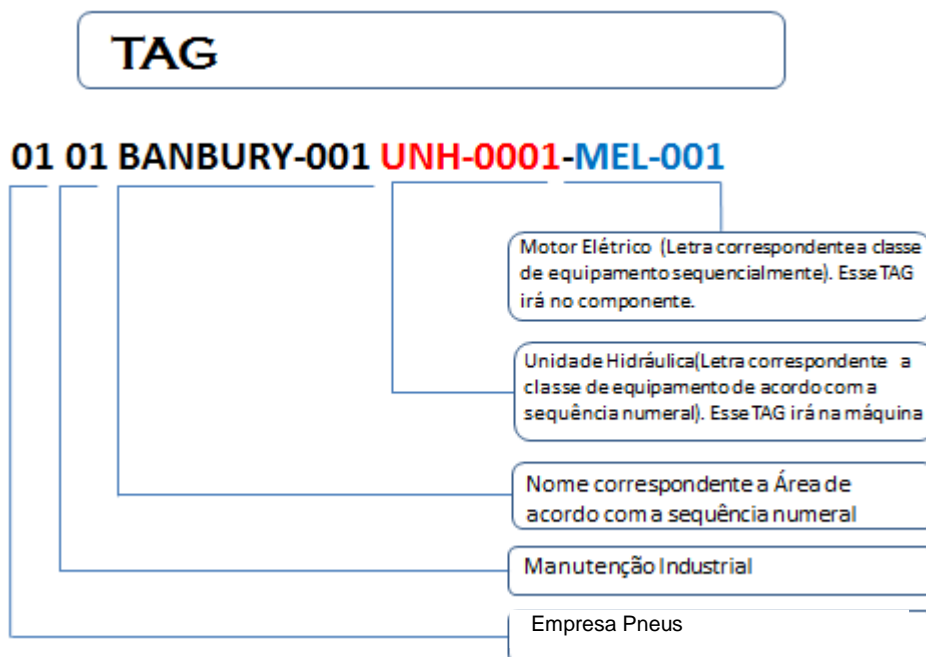 TAG
01 01 BANBURY-001 UNH-0001-MEL-001
Motor Elétrico (Letra correspondente a classe
de equipamento sequencialmente). Esse TAG
irá no componente.
Unidade Hidráulica(Letra correspondente a
classe de equipamento de acordo com a
sequência numeral). Esse TAG irá na máquina
Nome correspondente a Área de
acordo com a sequência numeral
Manutenção Industrial
Empresa Pneus